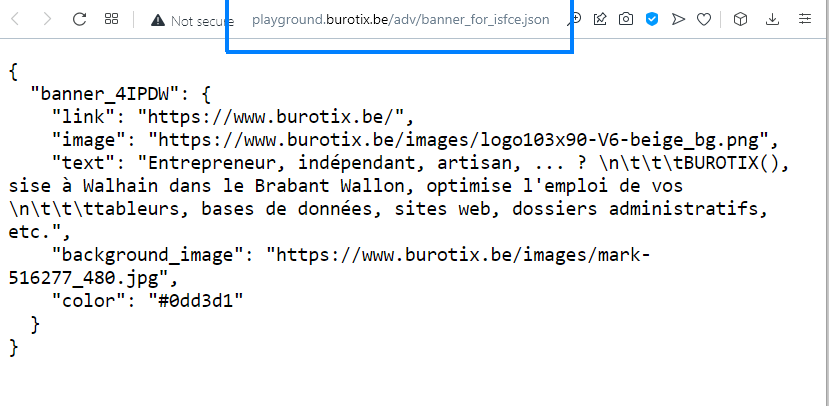 Not secure playground.burotix.be/adv/banner_for_isfce.json
{
"banner_4IPDW": {
"link": "https://www.burotix.be/",
"image": "https://www.burotix.be/images/logo103x90-V6-beige_bg.png",
"text": "Entrepreneur, indépendant, artisan, ... ? \n\t\t\tBUROTIX(),
sise à Walhain dans le Brabant Wallon, optimise l'emploi de vos
\n\t\t\ttableurs, bases de données, sites web, dossiers administratifs,
etc.",
"background_image": "https://www.burotix.be/images/mark-
516277_480.jpg",
"color": "#0dd3d1"
}
}